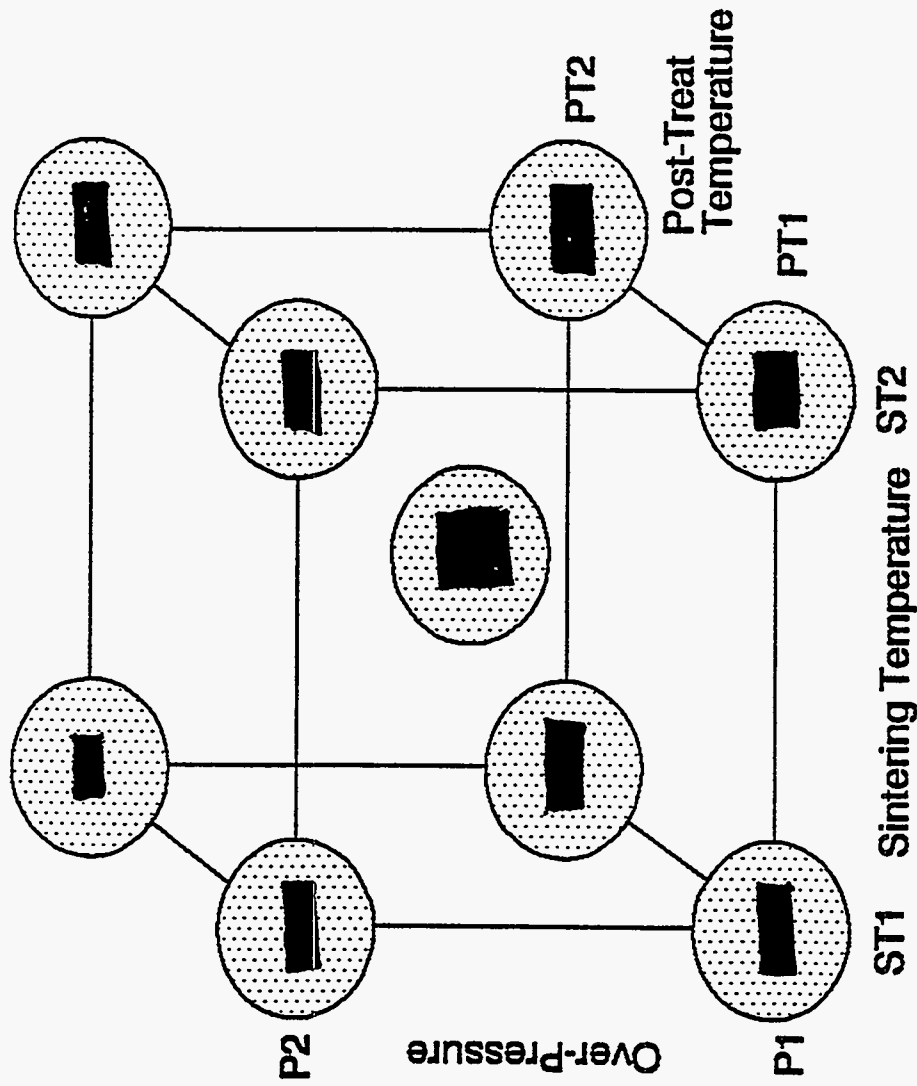 P2
Over-Pressure
P1
ST1
Sintering Temperature
ST2
PT1
Post-Treat
Temperature
PT2